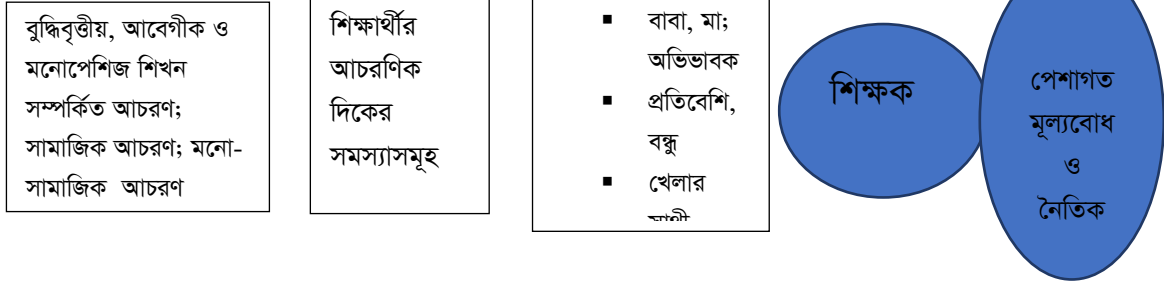 বুদ্ধিবৃত্তীয়, আবেগীক ও
মনোপেশিজ শিখন
সম্পর্কিত আচরণ;
সামাজিক আচরণ; মনো-
সামাজিক আচরণ
শিক্ষার্থীর
আচরণিক
দিকের
সমস্যাসমূহ
▪ বাবা, মা;
অভিভাবক
▪ প্রতিবেশি,
বন্ধু
▪ খেলার
শিক্ষক
পেশাগত
মূল্যবোধ
ও
নৈতিক